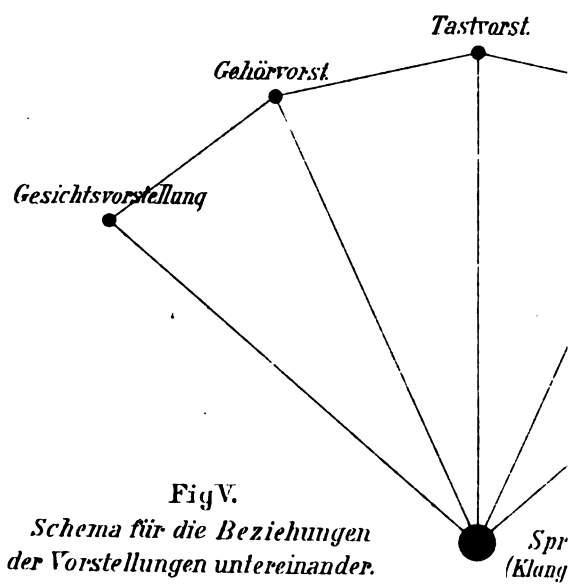 Tastvorst.
Gehörvorst.
Gesichtsvorstellung
Fig V.
Schema für die Beziehungen
der Vorstellungen untereinander.
Spr
(Klang